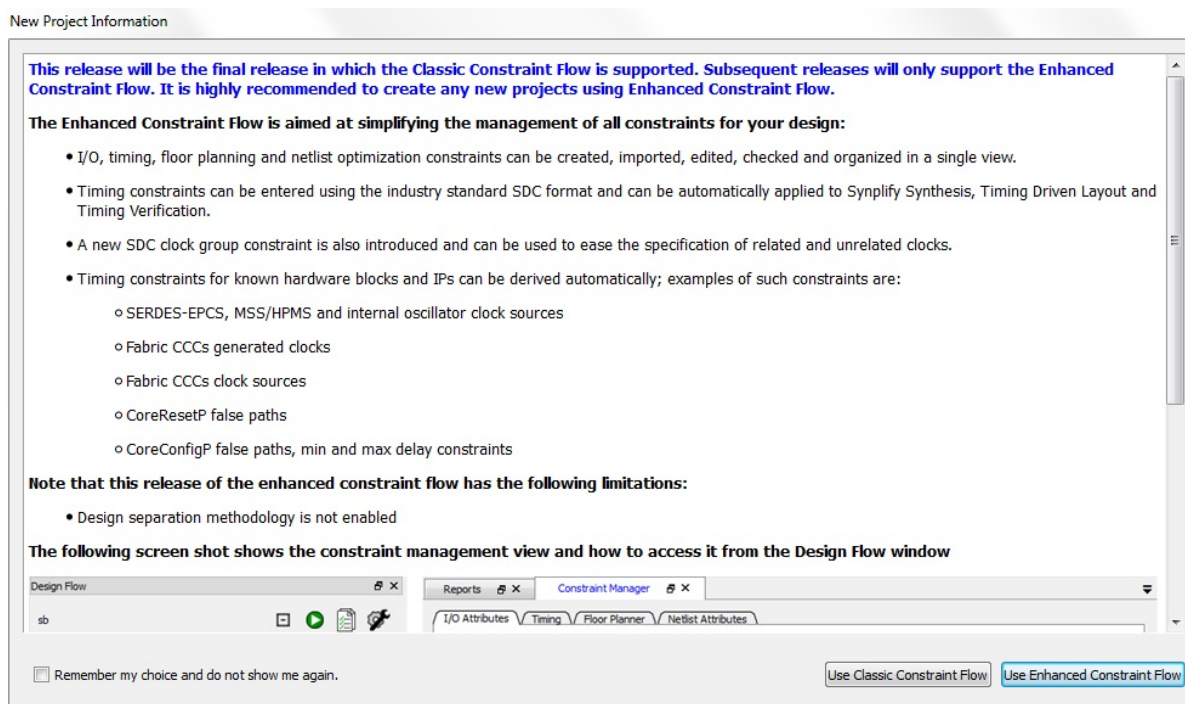 New Project Information
This release will be the final release in which the Classic Constraint Flow is supported. Subsequent releases will only support the Enhanced
Constraint Flow. It is highly recommended to create any new projects using Enhanced Constraint Flow.
The Enhanced Constraint Flow is aimed at simplifying the management of all constraints for your design:
• I/O, timing, floor planning and netlist optimization constraints can be created, imported, edited, checked and organized in a single view.
• Timing constraints can be entered using the industry standard SDC format and can be automatically applied to Synplify Synthesis, Timing Driven Layout and
Timing Verification.
• A new SDC clock group constraint is also introduced and can be used to ease the specification of related and unrelated clocks.
• Timing constraints for known hardware blocks and IPs can be derived automatically; examples of such constraints are:
○ SERDES-EPCS, MSS/HPMS and internal oscillator clock sources
○ Fabric CCCs generated clocks
○ Fabric CCCs clock sources
○ CoreResetP false paths
○ CoreConfigP false paths, min and max delay constraints
Note that this release of the enhanced constraint flow has the following limitations:
• Design separation methodology is not enabled
The following screen shot shows the constraint management view and how to access it from the Design Flow window
Design Flow
Reports Constraint Manager
sb
I/O Attributes Timing Floor Planner Netlist Attributes
Remember my choice and do not show me again.
Use Classic Constraint Flow Use Enhanced Constraint Flow